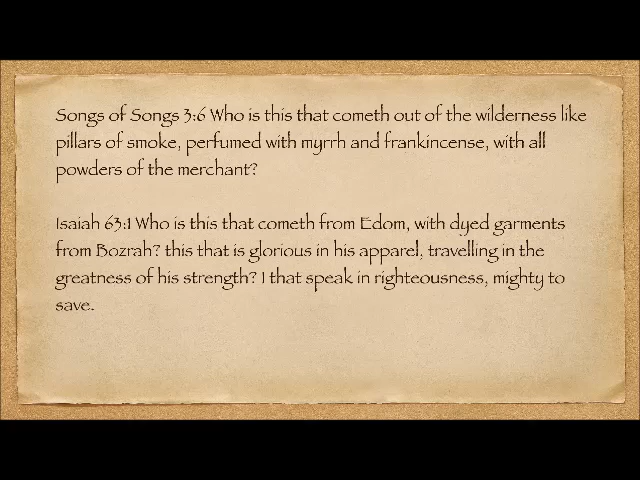 Songs of Songs 3:6 Who is this that cometh out of the wilderness like
pillars of smoke, perfumed with myrrh and frankincense, with all
powders of the merchant?
Isaiah 63:1 Who is this that cometh from Edom, with dyed garments
from Bozrah? this that is glorious in his apparel, travelling in the
greatness of his strength? I that speak in righteousness, mighty to
save.